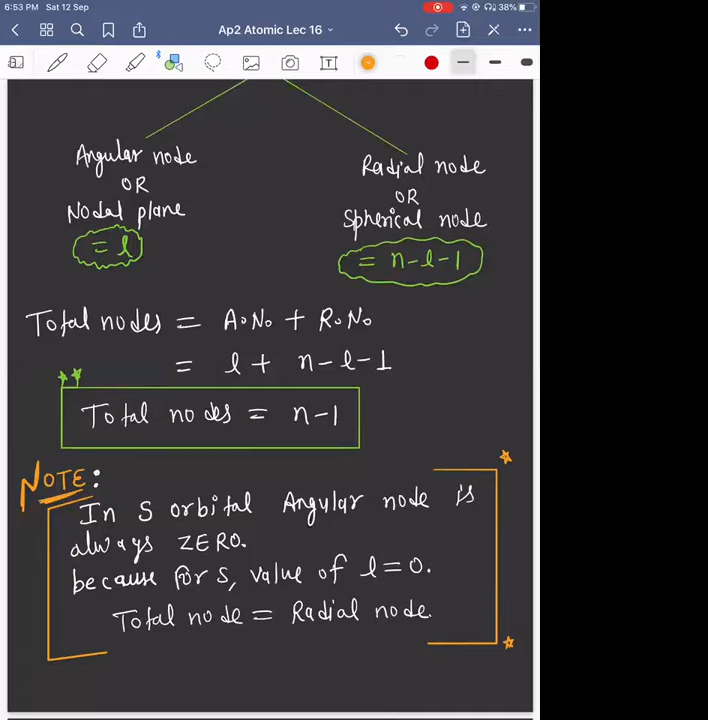 6:53 PM Sat 12 Sep
38%
Ap2 Atomic Lec 16
T
Angular node
OR
Nodal plane
= l
Radial node
OR
Spherical node
= n-l-1
Total nodes = A.N. + R.N.
= l + n-l-1
Total nodes = n-1
NOTE:
In S orbital Angular node is
always ZERO.
because for S, value of l=0.
Total node = Radial node.